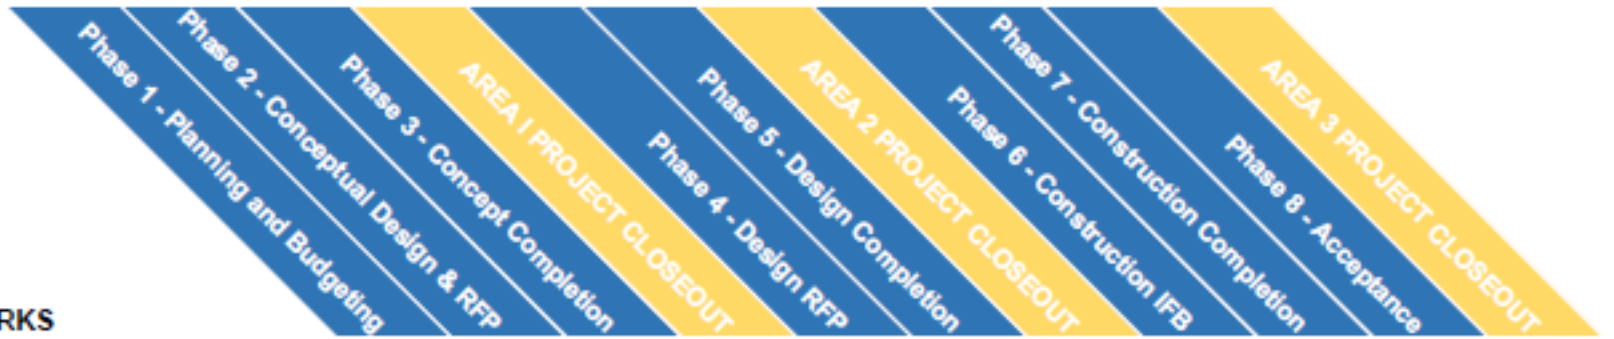 Phase 1 - Planning and Budgeting
Phase 2 - Conceptual Design & RFP
Phase 3 - Concept Completion
AREA I PROJECT CLOSEOUT
Phase 4 - Design RFP
Phase 5 - Design Completion
AREA 2 PROJECT CLOSEOUT
Phase 6 - Construction IFB
Phase 7 - Construction Completion
Phase 8 - Acceptance
AREA 3 PROJECT CLOSEOUT
RKS